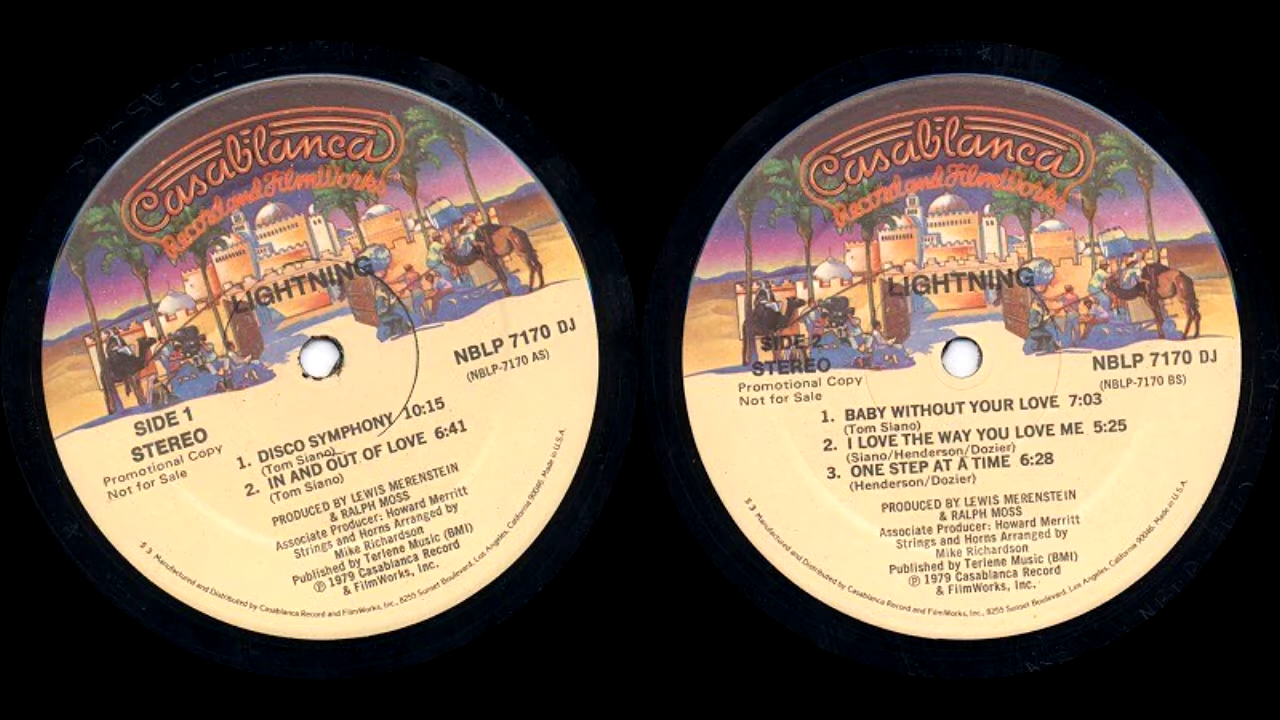 Casablanca
Record and FilmWorks
LIGHTNING
NBLP 7170 DJ
(NBLP-7170 AS)
SIDE 1
STEREO
Promotional Copy
Not for Sale
1. DISCO SYMPHONY 10:15
(Tom Siano)
2. IN AND OUT OF LOVE 6:41
(Tom Siano)
PRODUCED BY LEWIS MERENSTEIN
& RALPH MOSS
Associate Producer: Howard Merritt
Strings and Horns Arranged by
Mike Richardson
Published by Terlene Music (BMI)
℗ 1979 Casablanca Record
& FilmWorks, Inc.
S 3 Manufactured and Distributed by Casablanca Record and FilmWorks, Inc., 8255 Sunset Boulevard, Los Angeles, California 90046. Made in U.S.A.
Casablanca
Record and FilmWorks
LIGHTNING
SIDE 2
STEREO
Promotional Copy
Not for Sale
NBLP 7170 DJ
(NBLP-7170 BS)
1. BABY WITHOUT YOUR LOVE 7:03
(Tom Siano)
2. I LOVE THE WAY YOU LOVE ME 5:25
(Siano/Henderson/Dozier)
3. ONE STEP AT A TIME 6:28
(Henderson/Dozier)
PRODUCED BY LEWIS MERENSTEIN
& RALPH MOSS
Associate Producer: Howard Merritt
Strings and Horns Arranged by
Mike Richardson
Published by Terlene Music (BMI)
℗ 1979 Casablanca Record
& FilmWorks, Inc.
S 3 Manufactured and Distributed by Casablanca Record and FilmWorks, Inc., 8255 Sunset Boulevard, Los Angeles, California 90046. Made in U.S.A.